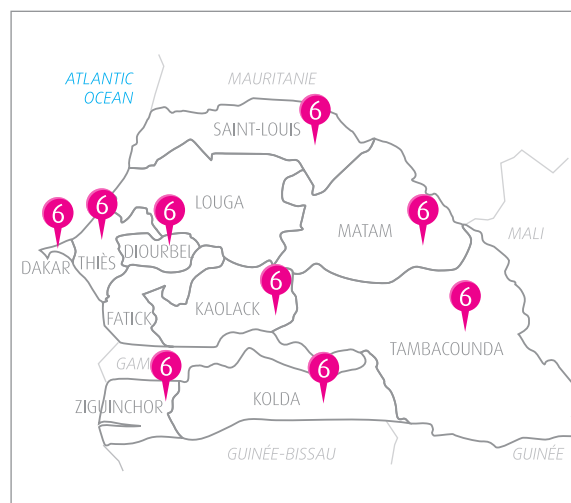 ATLANTIC
OCEAN
MAURITANIE
6
SAINT-LOUIS
6
LOUGA
6
6
6
MATAM
MALI
DAKAR
THIÈS
DIOURBEL
6
6
KAOLACK
FATICK
TAMBACOUNDA
GAM
6
6
ZIGUINCHOR
KOLDA
GUINÉE-BISSAU
GUINÉE